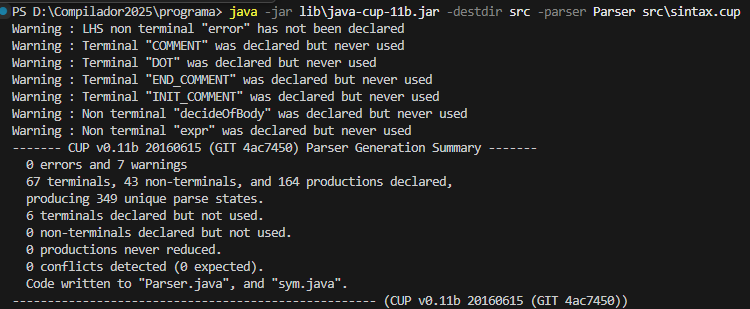 PS D:\Compilador2025\programa> java -jar lib\java-cup-11b.jar -destdir src -parser Parser src\sintax.cup
Warning : LHS non terminal "error" has not been declared
Warning : Terminal "COMMENT" was declared but never used
Warning : Terminal "DOT" was declared but never used
Warning : Terminal "END_COMMENT" was declared but never used
Warning : Terminal "INIT_COMMENT" was declared but never used
Warning : Non terminal "decideOfBody" was declared but never used
Warning : Non terminal "expr" was declared but never used
------- CUP v0.11b 20160615 (GIT 4ac7450) Parser Generation Summary -------
  0 errors and 7 warnings
  67 terminals, 43 non-terminals, and 164 productions declared,
  producing 349 unique parse states.
  6 terminals declared but not used.
  0 non-terminals declared but not used.
  0 productions never reduced.
  0 conflicts detected (0 expected).
  Code written to "Parser.java", and "sym.java".
---------------------------------------------------- (CUP v0.11b 20160615 (GIT 4ac7450))